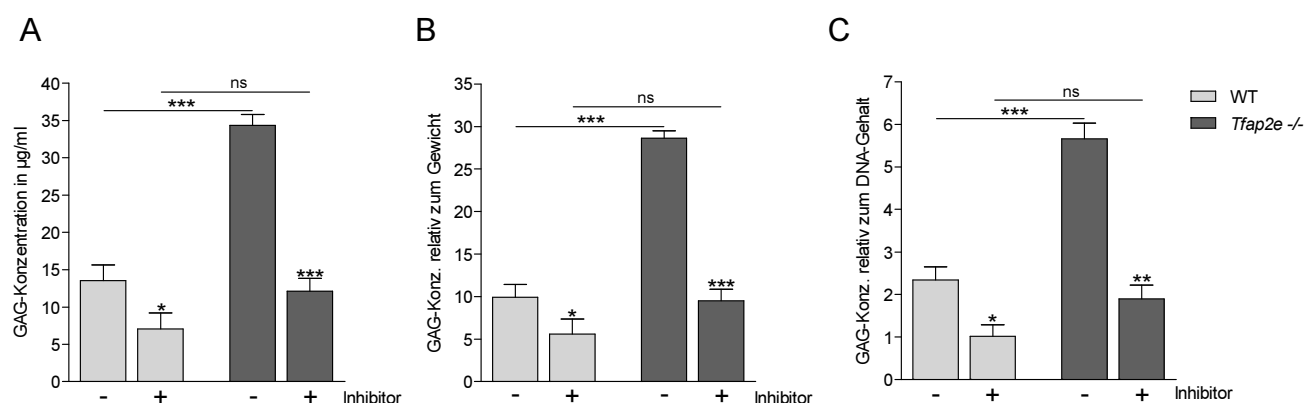 A
GAG-Konzentration in µg/ml
40
35
30
25
20
15
10
5
0
ns
***
*
***
- + - + Inhibitor
B
GAG-Konz. relativ zum Gewicht
35
30
25
20
15
10
5
0
ns
***
*
***
- + - + Inhibitor
C
GAG-Konz. relativ zum DNA-Gehalt
7
6
5
4
3
2
1
0
ns
***
*
**
- + - + Inhibitor
WT
Tfap2e -/-